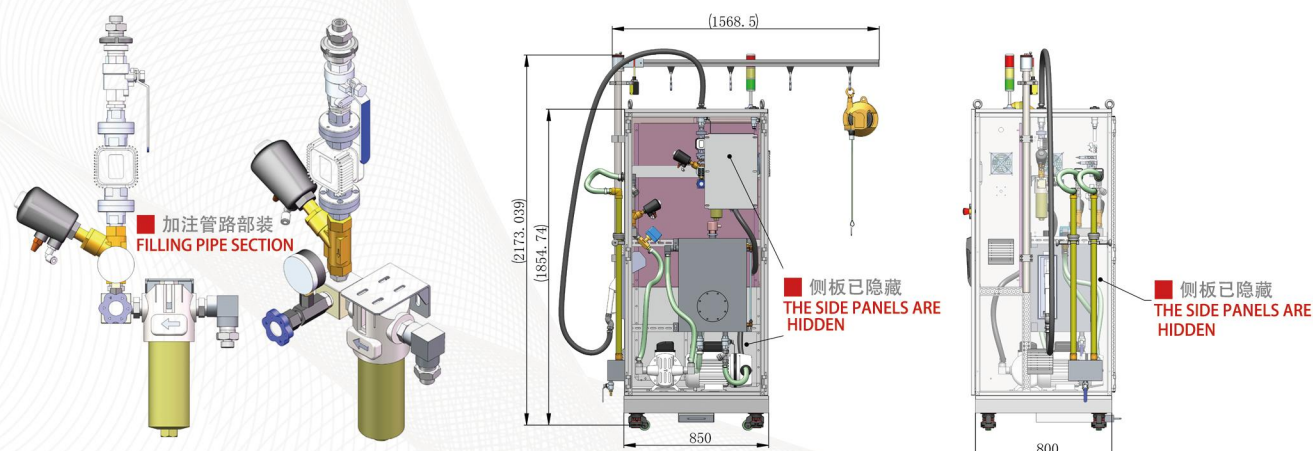 (1568.5)
(2173.039)
(1854.74)
加注管路部装
FILLING PIPE SECTION
侧板已隐藏
THE SIDE PANELS ARE
HIDDEN
侧板已隐藏
THE SIDE PANELS ARE
HIDDEN
850
800